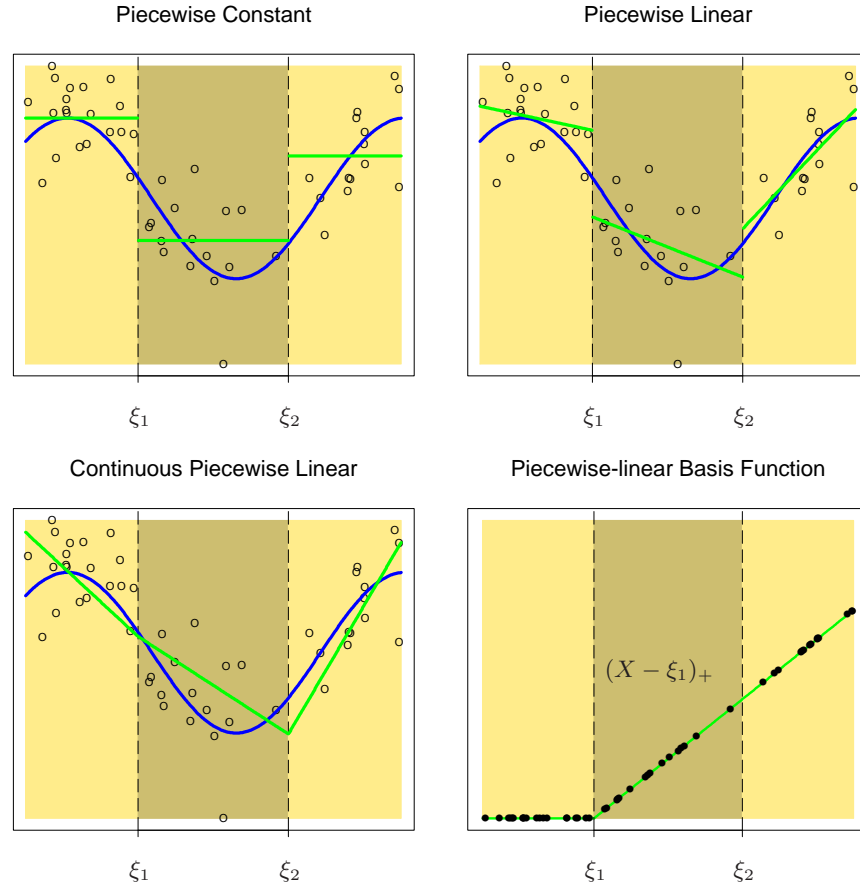 Piecewise Constant
Piecewise Linear
ξ1 ξ2
ξ1 ξ2
Continuous Piecewise Linear
Piecewise-linear Basis Function
(X − ξ1)+
ξ1 ξ2
ξ1 ξ2